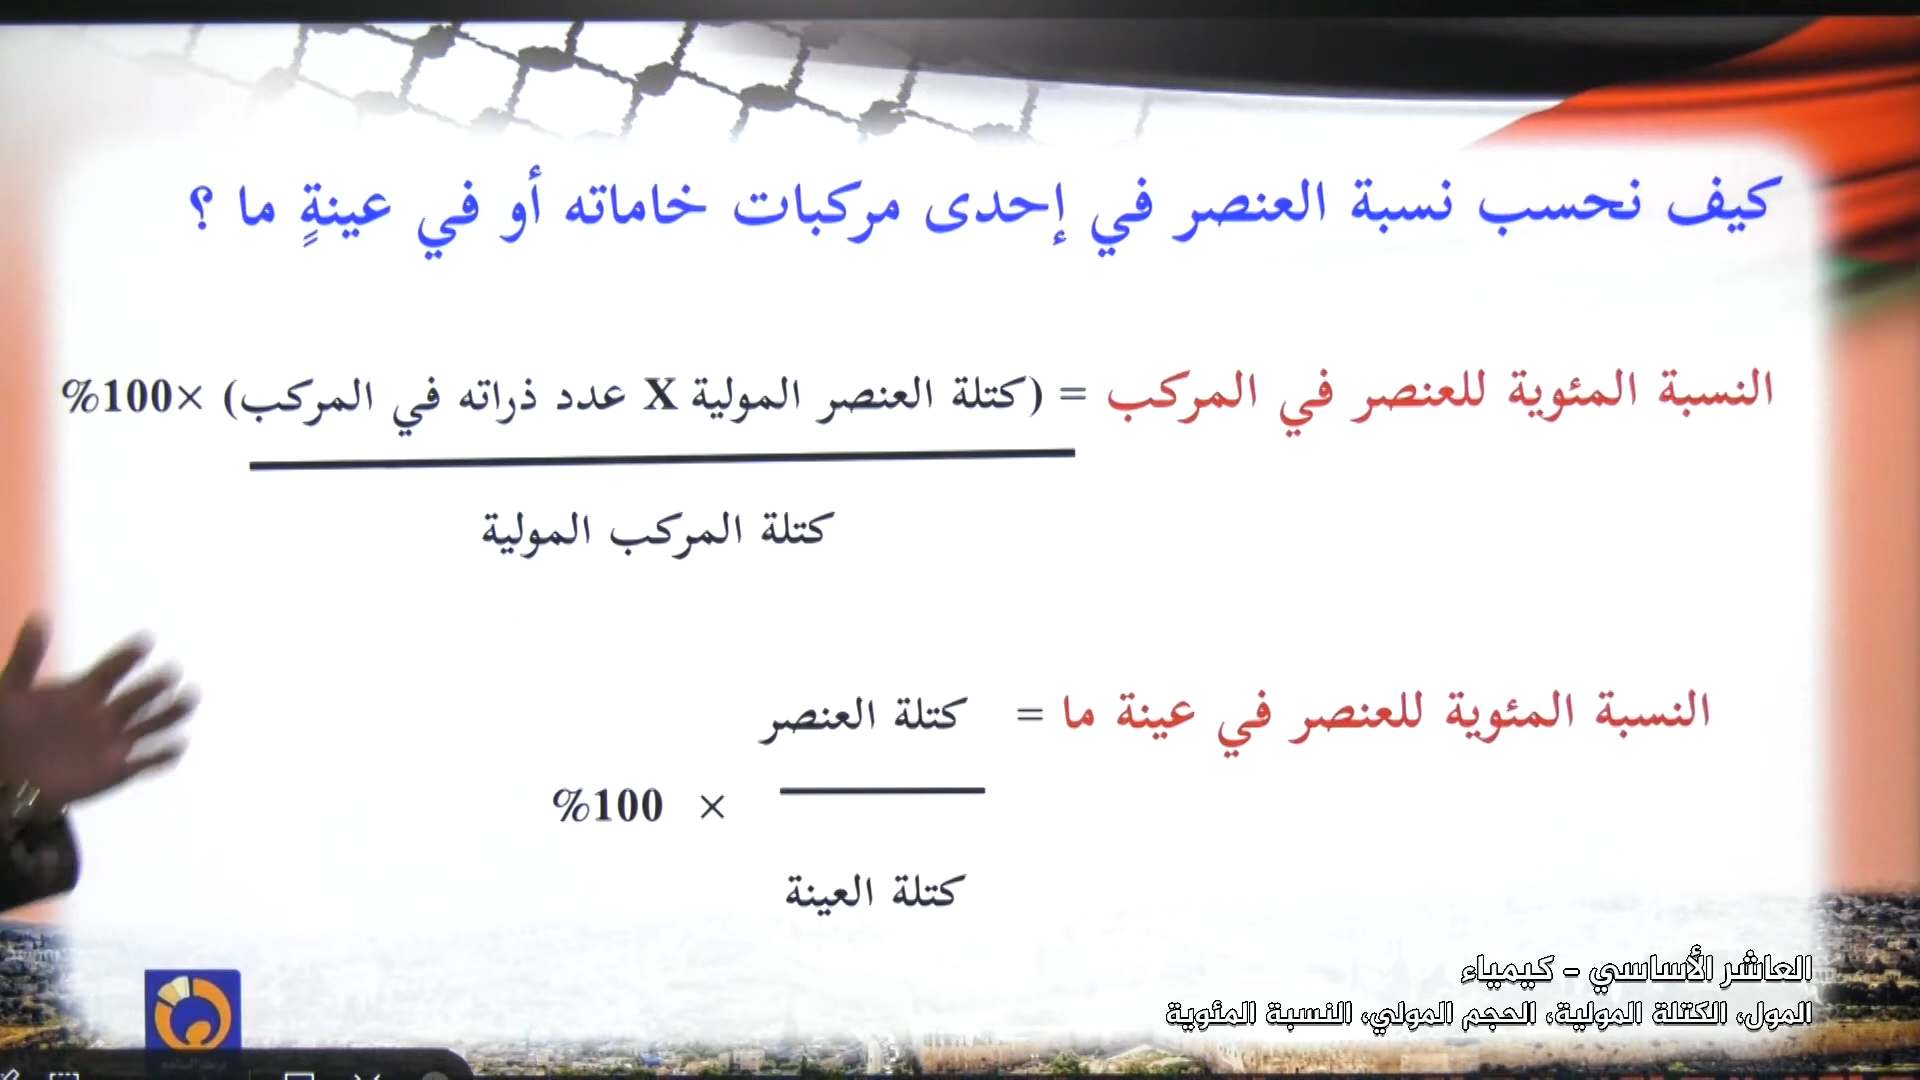 كيف نحسب نسبة العنصر في إحدى مركبات خاماته أو في عينةٍ ما ؟
النسبة المئوية للعنصر في المركب = (كتلة العنصر المولية X عدد ذراته في المركب) ×100%
كتلة المركب المولية
النسبة المئوية للعنصر في عينة ما = كتلة العنصر
× 100%
كتلة العينة
العاشر الأساسي - كيمياء
المول، الكتلة المولية، الحجم المولي، النسبة المئوية